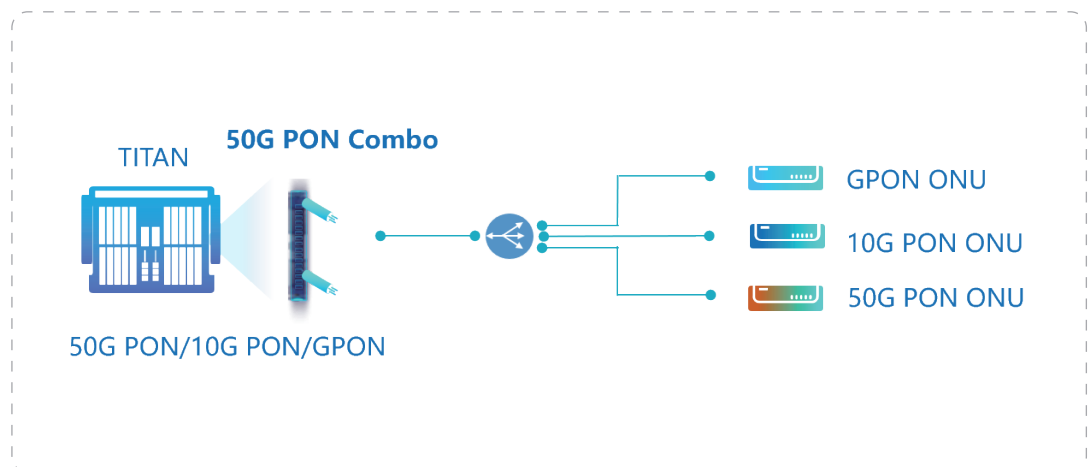 50G PON Combo
TITAN
GPON ONU
10G PON ONU
50G PON ONU
50G PON/10G PON/GPON